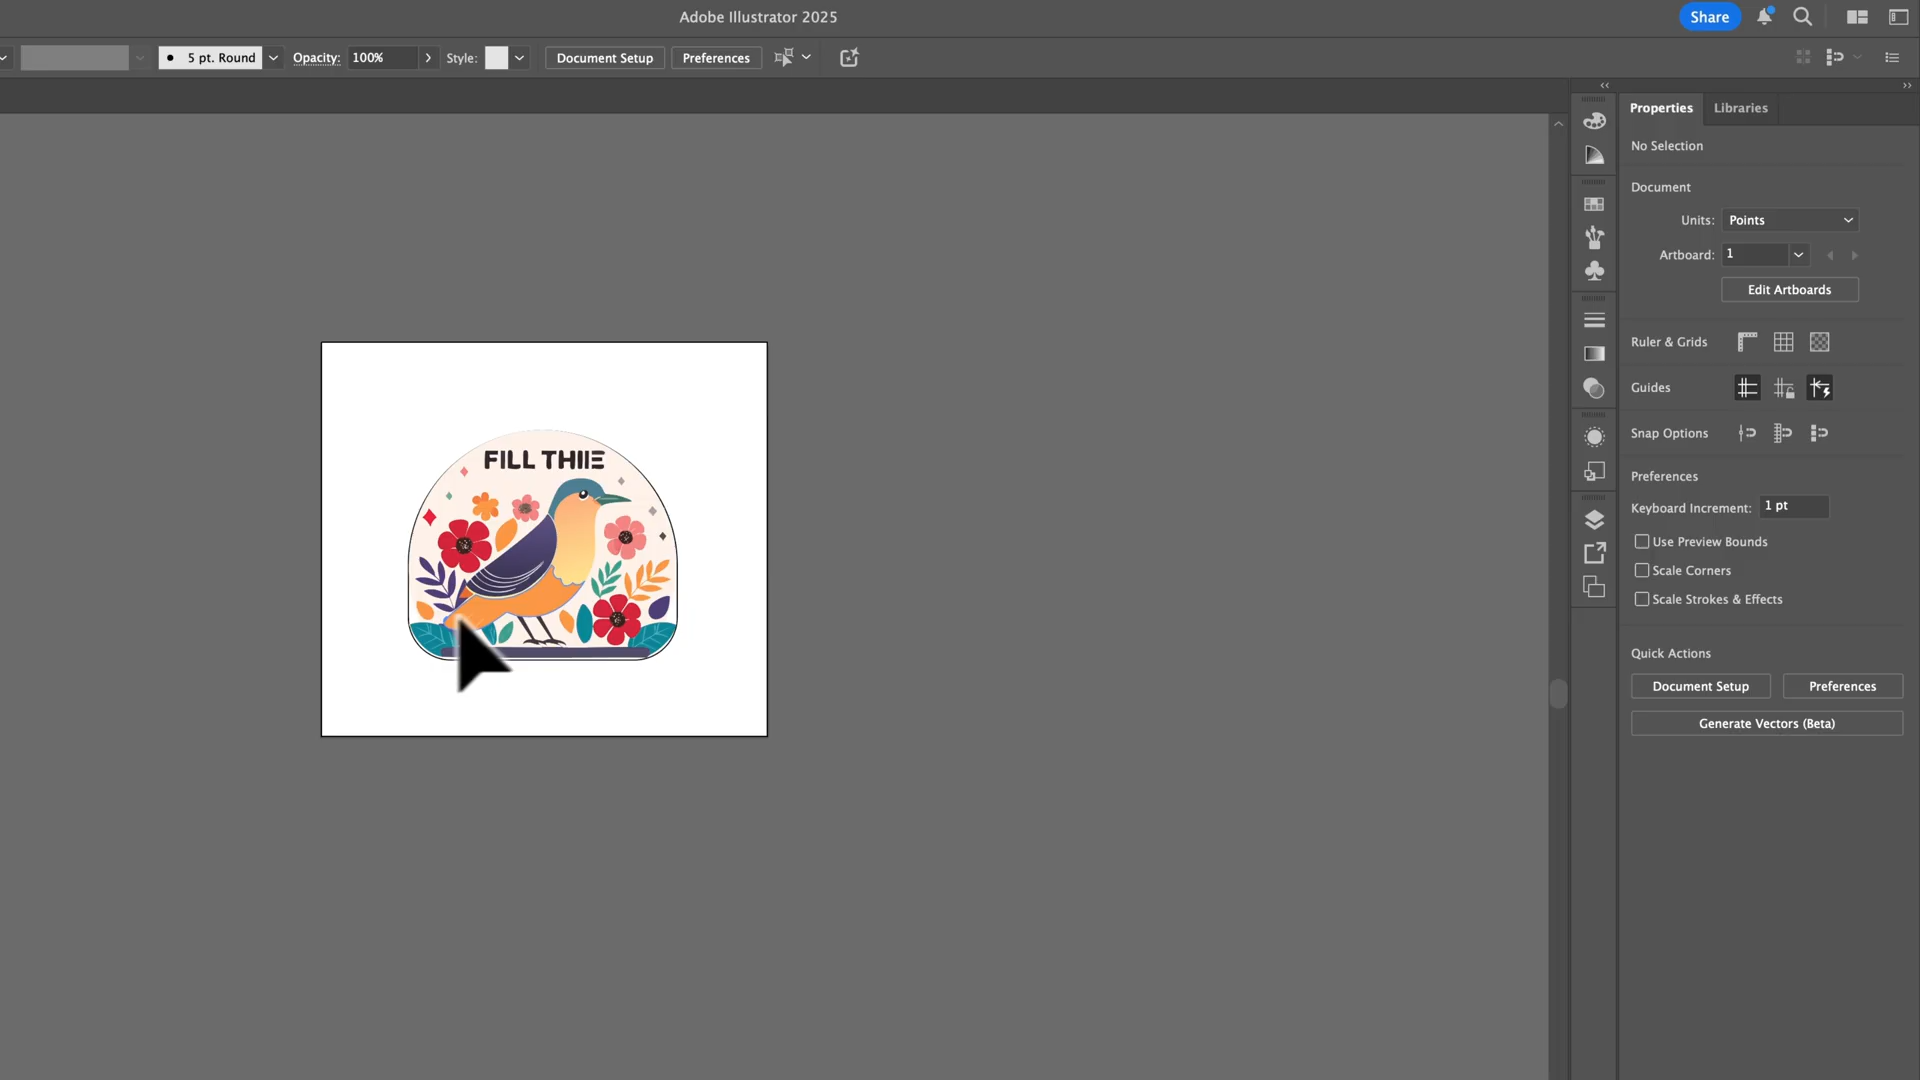 Adobe Illustrator 2025
Share
5 pt. Round
Opacity: 100%
Style:
Document Setup
Preferences
Properties
Libraries
No Selection
Document
Units: Points
Artboard: 1
Edit Artboards
Ruler & Grids
Guides
Snap Options
Preferences
Keyboard Increment: 1 pt
Use Preview Bounds
Scale Corners
Scale Strokes & Effects
Quick Actions
Document Setup
Preferences
Generate Vectors (Beta)
FILL THIIE